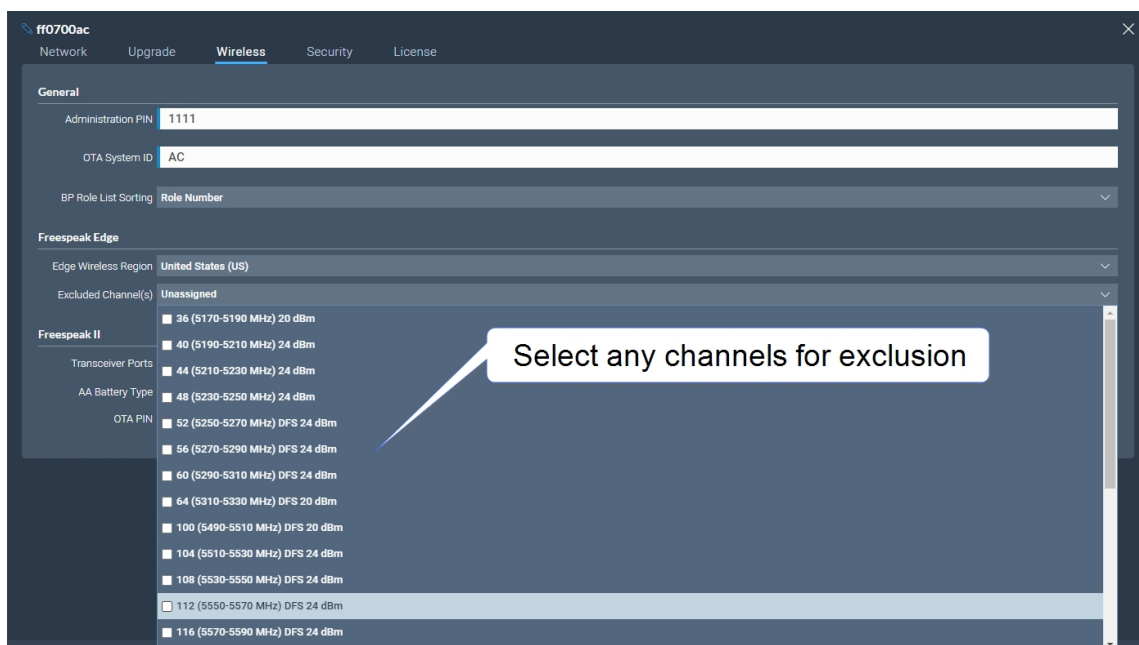 ff0700ac
Network Upgrade Wireless Security License
General
Administration PIN 1111
OTA System ID AC
BP Role List Sorting Role Number
Freespeak Edge
Edge Wireless Region United States (US)
Excluded Channel(s) Unassigned
36 (5170-5190 MHz) 20 dBm
Freespeak II
40 (5190-5210 MHz) 24 dBm
Select any channels for exclusion
Transceiver Ports
44 (5210-5230 MHz) 24 dBm
AA Battery Type
48 (5230-5250 MHz) 24 dBm
OTA PIN
52 (5250-5270 MHz) DFS 24 dBm
56 (5270-5290 MHz) DFS 24 dBm
60 (5290-5310 MHz) DFS 24 dBm
64 (5310-5330 MHz) DFS 20 dBm
100 (5490-5510 MHz) DFS 20 dBm
104 (5510-5530 MHz) DFS 24 dBm
108 (5530-5550 MHz) DFS 24 dBm
112 (5550-5570 MHz) DFS 24 dBm
116 (5570-5590 MHz) DFS 24 dBm